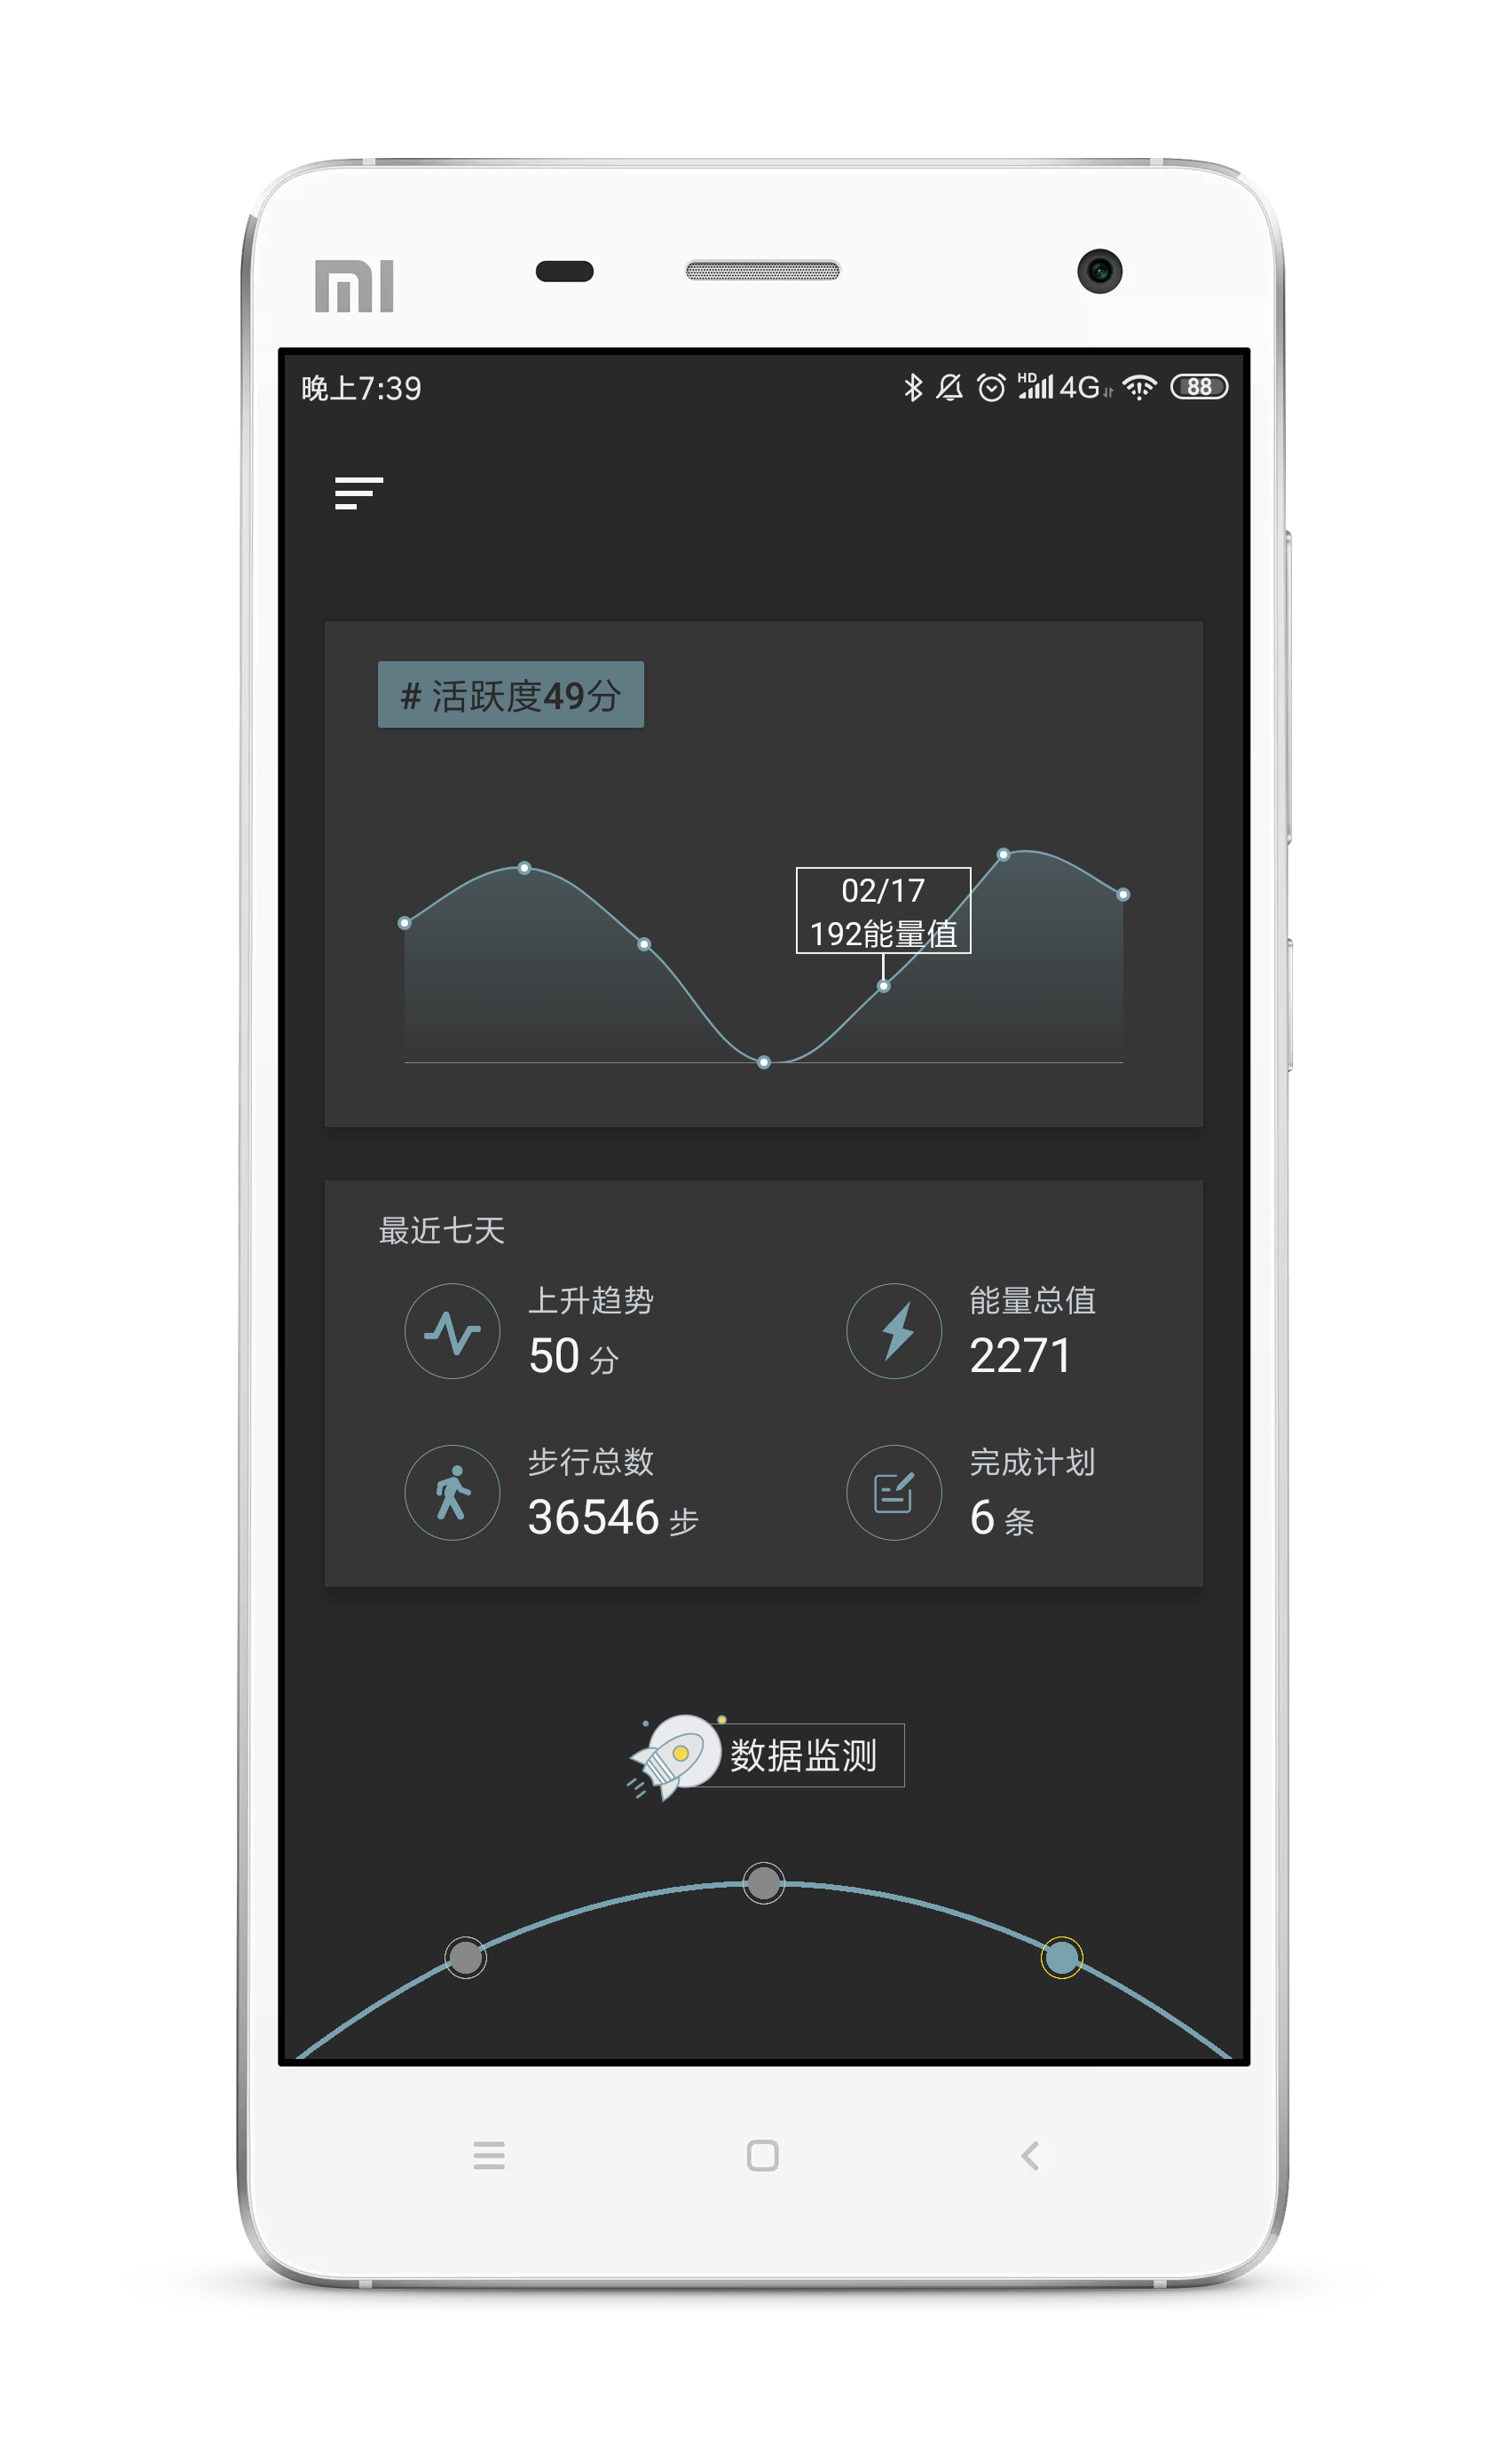 MI
晚上7:39
HD 4G 88
# 活跃度49分
02/17
192能量值
最近七天
上升趋势
50 分
能量总值
2271
步行总数
36546 步
完成计划
6 条
数据监测